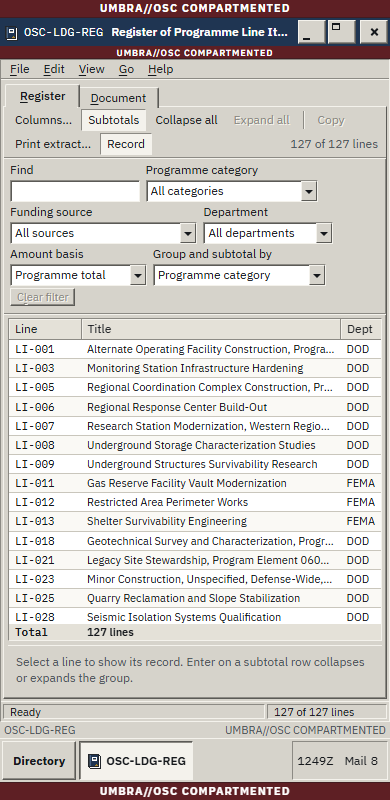 UMBRA//OSC COMPARTMENTED
OSC-LDG-REG Register of Programme Line It...
UMBRA//OSC COMPARTMENTED
File Edit View Go Help
Register Document
Columns... Subtotals Collapse all Expand all Copy
Print extract... Record 127 of 127 lines
Find Programme category
All categories
Funding source Department
All sources All departments
Amount basis Group and subtotal by
Programme total Programme category
Clear filter
Line Title Dept
LI-001 Alternate Operating Facility Construction, Progra... DOD
LI-003 Monitoring Station Infrastructure Hardening DOD
LI-005 Regional Coordination Complex Construction, Pr... DOD
LI-006 Regional Response Center Build-Out DOD
LI-007 Research Station Modernization, Western Regio... DOD
LI-008 Underground Storage Characterization Studies DOD
LI-009 Underground Structures Survivability Research DOD
LI-011 Gas Reserve Facility Vault Modernization FEMA
LI-012 Restricted Area Perimeter Works FEMA
LI-013 Shelter Survivability Engineering FEMA
LI-018 Geotechnical Survey and Characterization, Progr... DOD
LI-021 Legacy Site Stewardship, Program Element 060... DOD
LI-023 Minor Construction, Unspecified, Defense-Wide,... DOD
LI-025 Quarry Reclamation and Slope Stabilization DOD
LI-028 Seismic Isolation Systems Qualification DOD
Total 127 lines
Select a line to show its record. Enter on a subtotal row collapses
or expands the group.
Ready 127 of 127 lines
OSC-LDG-REG UMBRA//OSC COMPARTMENTED
Directory OSC-LDG-REG 1249Z Mail 8
UMBRA//OSC COMPARTMENTED